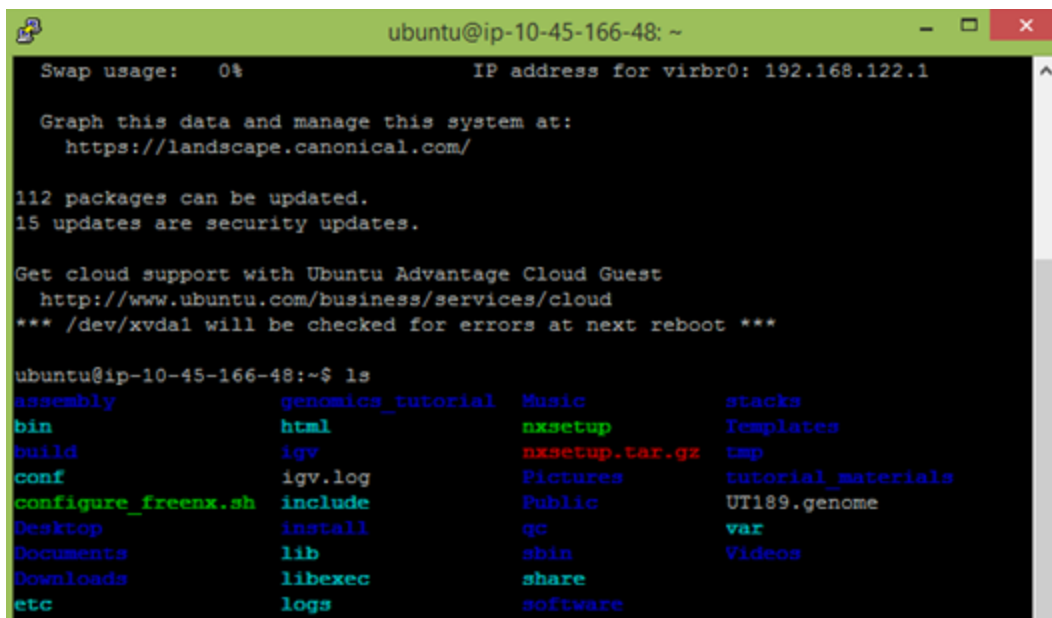 ubuntu@ip-10-45-166-48: ~
Swap usage: 0% IP address for virbr0: 192.168.122.1
Graph this data and manage this system at:
https://landscape.canonical.com/
112 packages can be updated.
15 updates are security updates.
Get cloud support with Ubuntu Advantage Cloud Guest
http://www.ubuntu.com/business/services/cloud
*** /dev/xvda1 will be checked for errors at next reboot ***
ubuntu@ip-10-45-166-48:~$ ls
assembly genomics_tutorial Music stacks
bin html nxsetup Templates
build igv nxsetup.tar.gz tmp
conf igv.log Pictures tutorial_materials
configure_freenx.sh include Public UT189.genome
Desktop install qc var
Documents lib sbin Videos
Downloads libexec share
etc logs software